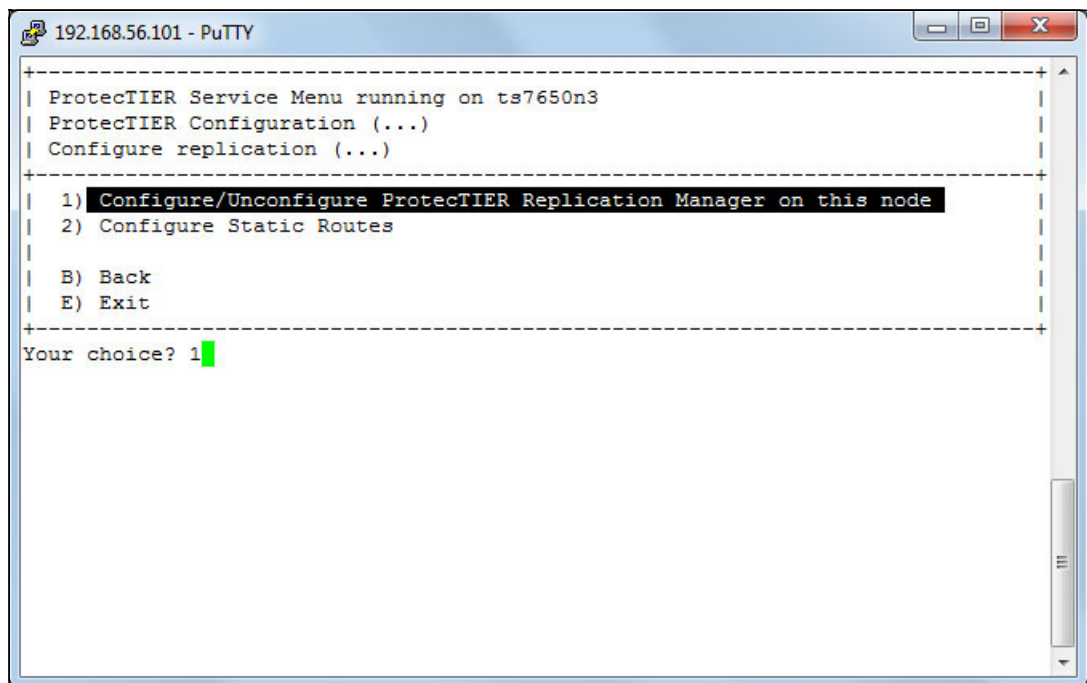 192.168.56.101 - PuTTY
+------------------------------------------------------------------------------+
| ProtecTIER Service Menu running on ts7650n3 |
| ProtecTIER Configuration (...) |
| Configure replication (...) |
+------------------------------------------------------------------------------+
| 1) Configure/Unconfigure ProtecTIER Replication Manager on this node |
| 2) Configure Static Routes |
| |
| B) Back |
| E) Exit |
+------------------------------------------------------------------------------+
Your choice? 1